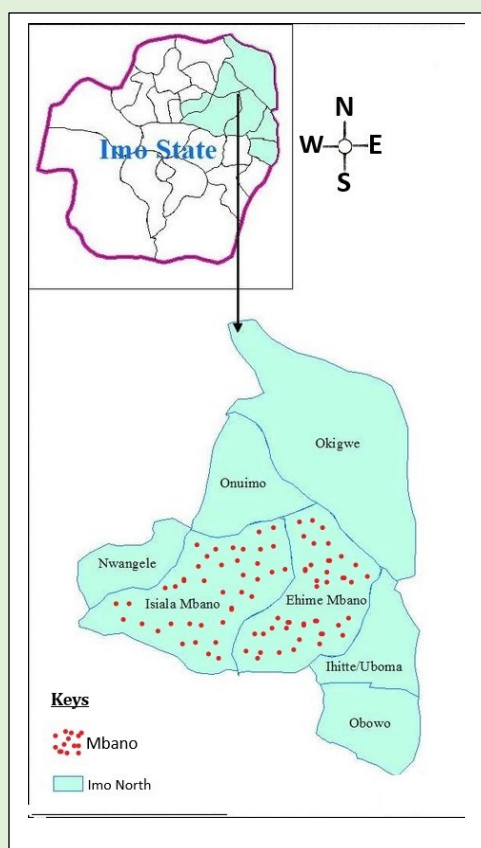 Imo State
N
W E
S
Okigwe
Onuimo
Nwangele
Isiala Mbano
Ehime Mbano
Ihitte/Uboma
Obowo
Keys
Mbano
Imo North